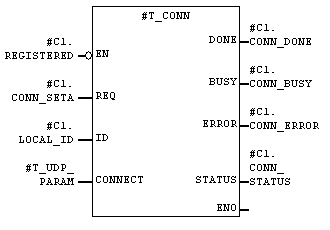 #T_CONN
#C1.
REGISTERED
EN
#C1.
CONN_SETA
REQ
#C1.
LOCAL_ID
ID
#T_UDP_
PARAM
CONNECT
DONE
#C1.
CONN_DONE
BUSY
#C1.
CONN_BUSY
ERROR
#C1.
CONN_ERROR
STATUS
#C1.
CONN_
STATUS
ENO